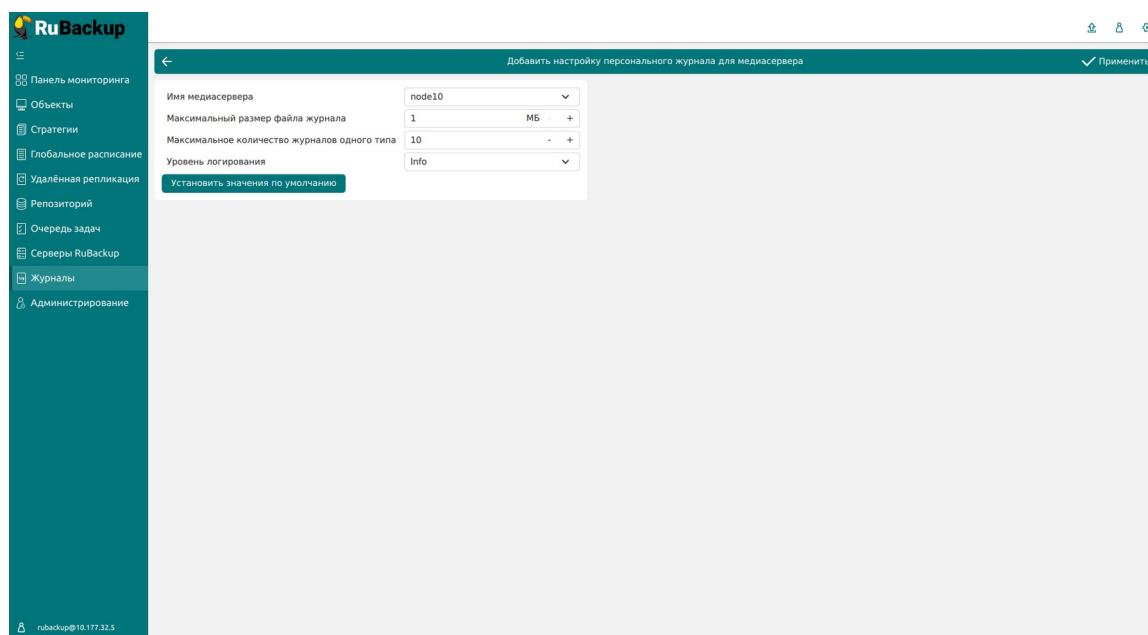 RuBackup
Добавить настройку персонального журнала для медиасервера
Применить
Панель мониторинга
Объекты
Стратегии
Глобальное расписание
Удалённая репликация
Репозиторий
Очередь задач
Серверы RuBackup
Журналы
Администрирование
Имя медиасервера node10
Максимальный размер файла журнала 1 МБ - +
Максимальное количество журналов одного типа 10 - +
Уровень логирования Info
Установить значения по умолчанию
rubackup@10.177.32.5